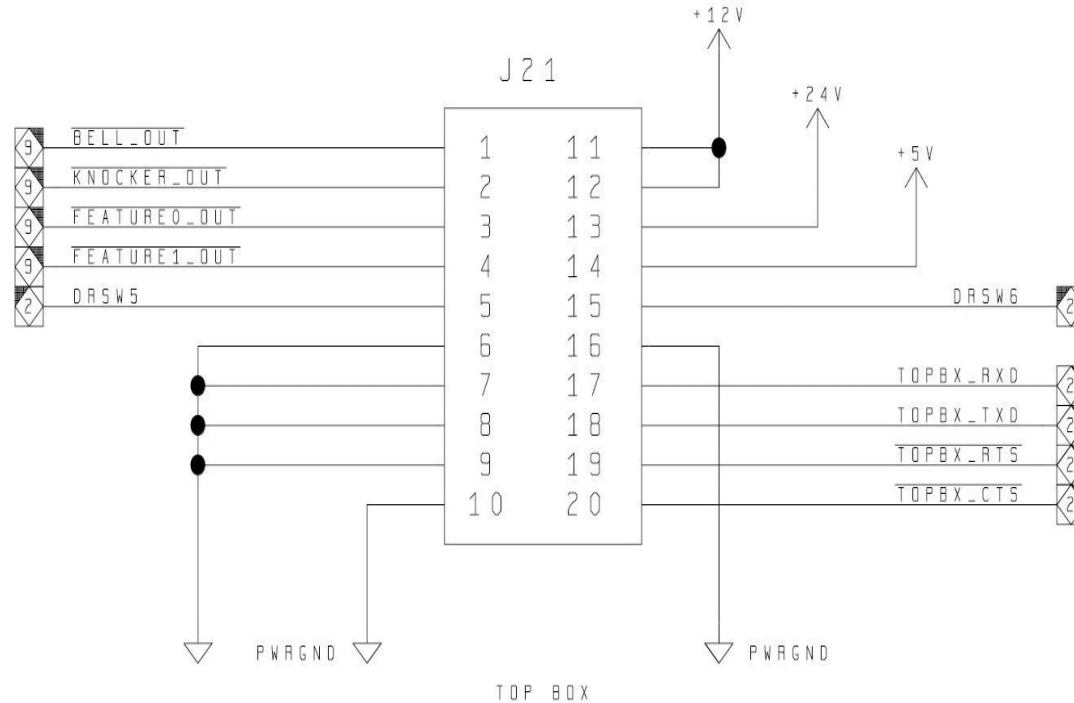 +12V
J21
+24V
+5V
9 BELL_OUT 1 11
9 KNOCKER_OUT 2 12
9 FEATURE0_OUT 3 13
9 FEATURE1_OUT 4 14
2 DRSW5 5 15 DRSW6 2
6 16
7 17 TOPBX_RXD 2
8 18 TOPBX_TXD 2
9 19 TOPBX_RTS 2
10 20 TOPBX_CTS 2
PWRGND PWRGND
TOP BOX